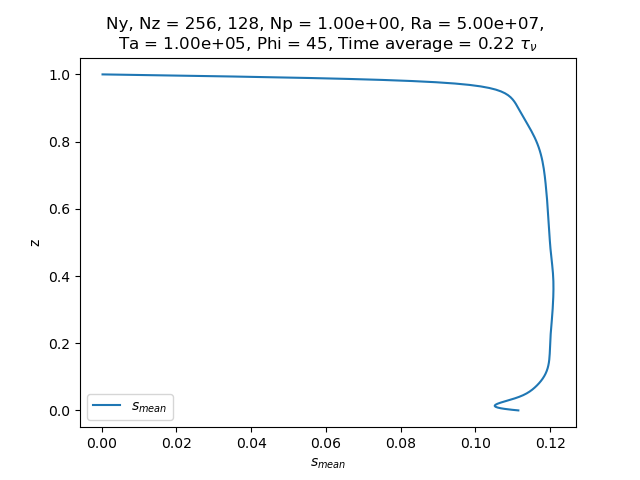 Ny, Nz = 256, 128, Np = 1.00e+00, Ra = 5.00e+07,
Ta = 1.00e+05, Phi = 45, Time average = 0.22 τν
1.0
0.8
0.6
z
0.4
0.2
0.0
smean
0.00 0.02 0.04 0.06 0.08 0.10 0.12
smean